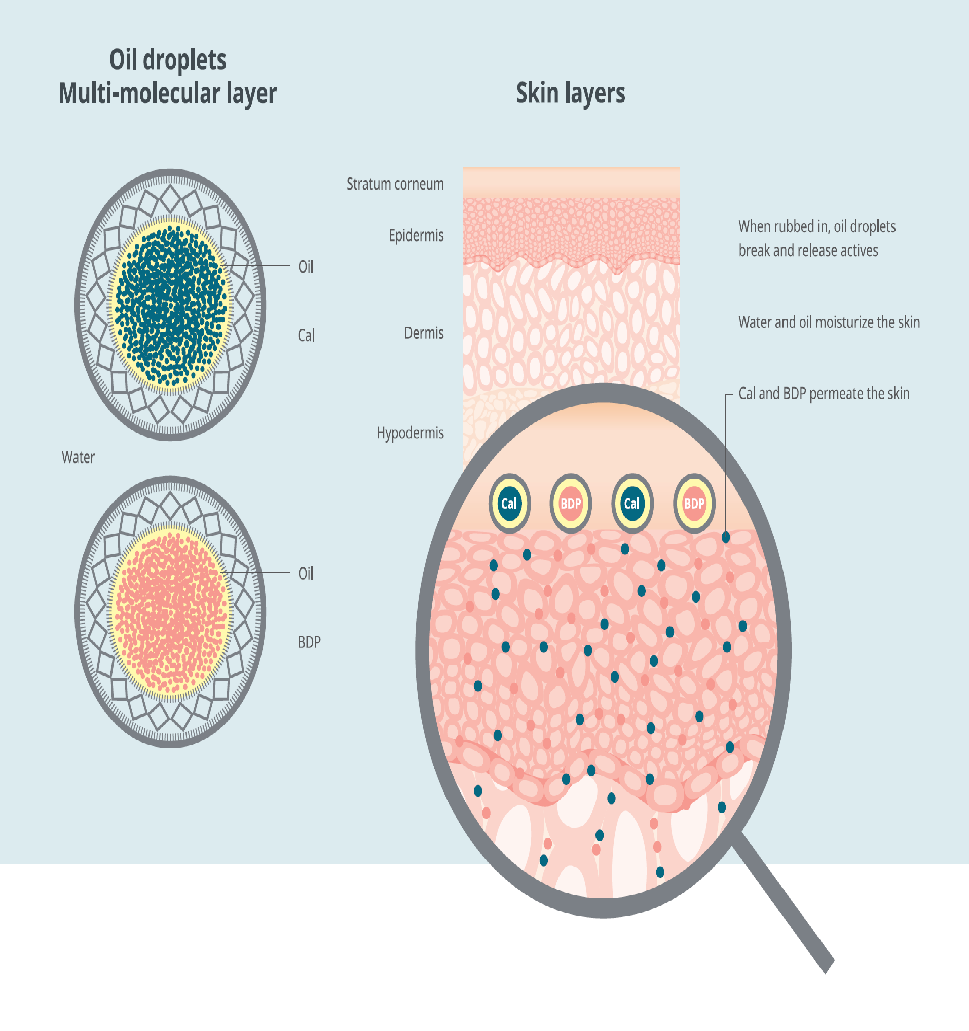 Oil droplets
Multi-molecular layer
Oil
Cal
Water
Oil
BDP
Skin layers
Stratum corneum
Epidermis
Dermis
Hypodermis
When rubbed in, oil droplets
break and release actives
Water and oil moisturize the skin
Cal and BDP permeate the skin
Cal
BDP
Cal
BDP